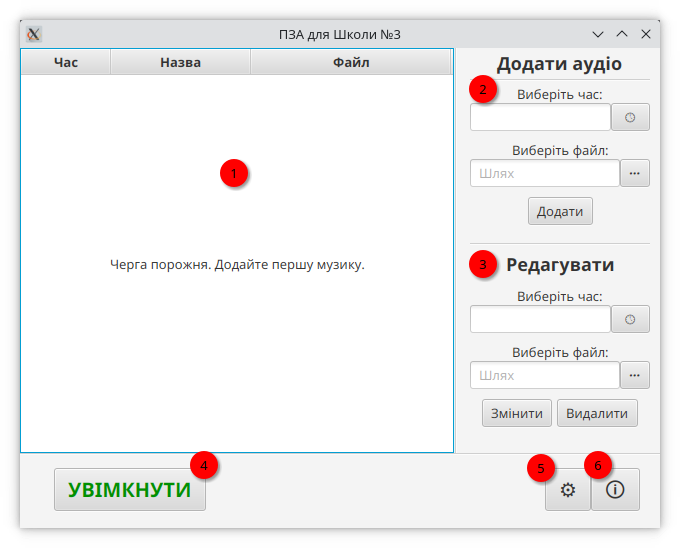 ПЗА для Школи №3
Час Назва Файл
1
Черга порожня. Додайте першу музику.
Додати аудіо
2
Виберіть час:
Виберіть файл:
Шлях ...
Додати
3 Редагувати
Виберіть час:
Виберіть файл:
Шлях ...
Змінити Видалити
4
УВІМКНУТИ
5 6